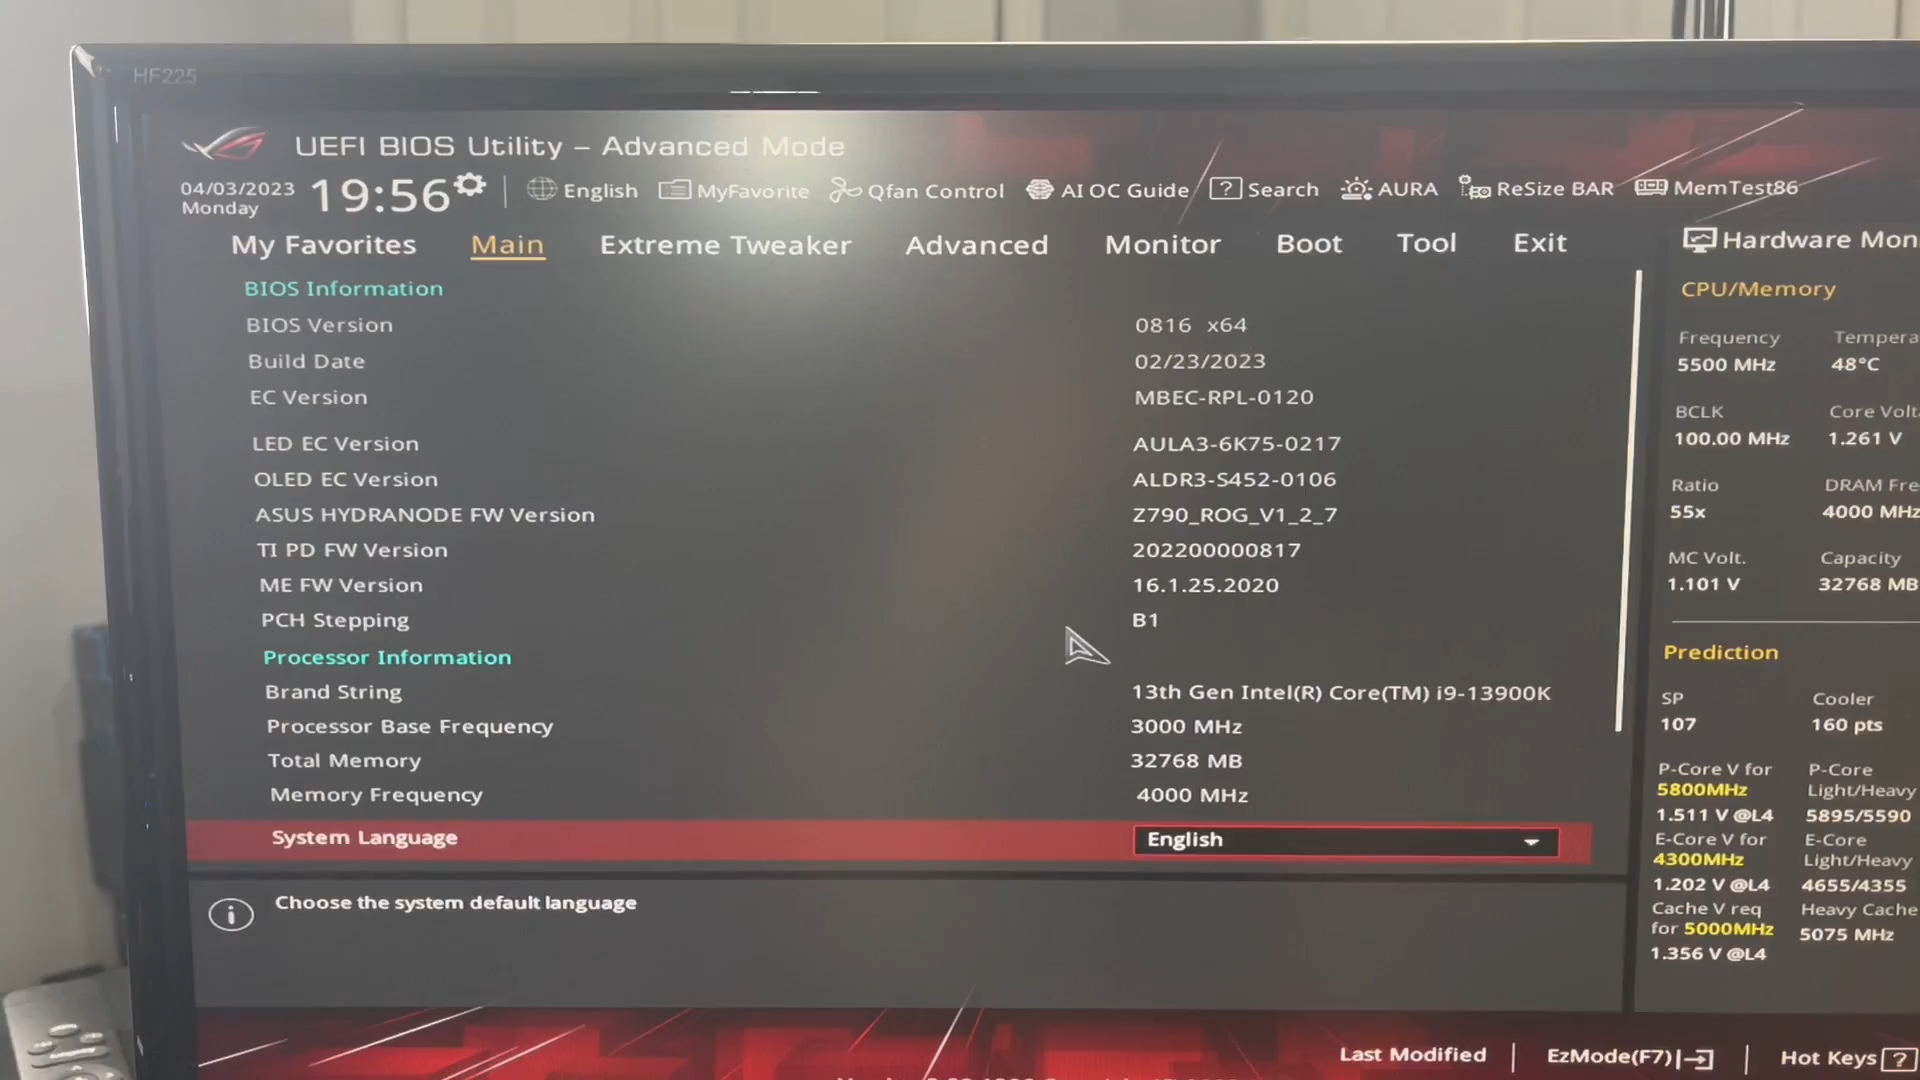 HF225
UEFI BIOS Utility – Advanced Mode
04/03/2023
Monday
19:56
English
MyFavorite
Qfan Control
AI OC Guide
Search
AURA
ReSize BAR
MemTest86
My Favorites
Main
Extreme Tweaker
Advanced
Monitor
Boot
Tool
Exit
Hardware Mon
BIOS Information
BIOS Version 0816 x64
Build Date 02/23/2023
EC Version MBEC-RPL-0120
LED EC Version AULA3-6K75-0217
OLED EC Version ALDR3-S452-0106
ASUS HYDRANODE FW Version Z790_ROG_V1_2_7
TI PD FW Version 202200000817
ME FW Version 16.1.25.2020
PCH Stepping B1
Processor Information
Brand String 13th Gen Intel(R) Core(TM) i9-13900K
Processor Base Frequency 3000 MHz
Total Memory 32768 MB
Memory Frequency 4000 MHz
System Language English
Choose the system default language
CPU/Memory
Frequency Tempera
5500 MHz 48°C
BCLK Core Volt
100.00 MHz 1.261 V
Ratio DRAM Fre
55x 4000 MHz
MC Volt. Capacity
1.101 V 32768 MB
Prediction
SP Cooler
107 160 pts
P-Core V for P-Core
5800MHz Light/Heavy
1.511 V @L4 5895/5590
E-Core V for E-Core
4300MHz Light/Heavy
1.202 V @L4 4655/4355
Cache V req Heavy Cache
for 5000MHz 5075 MHz
1.356 V @L4
Last Modified
EzMode(F7)
Hot Keys ?